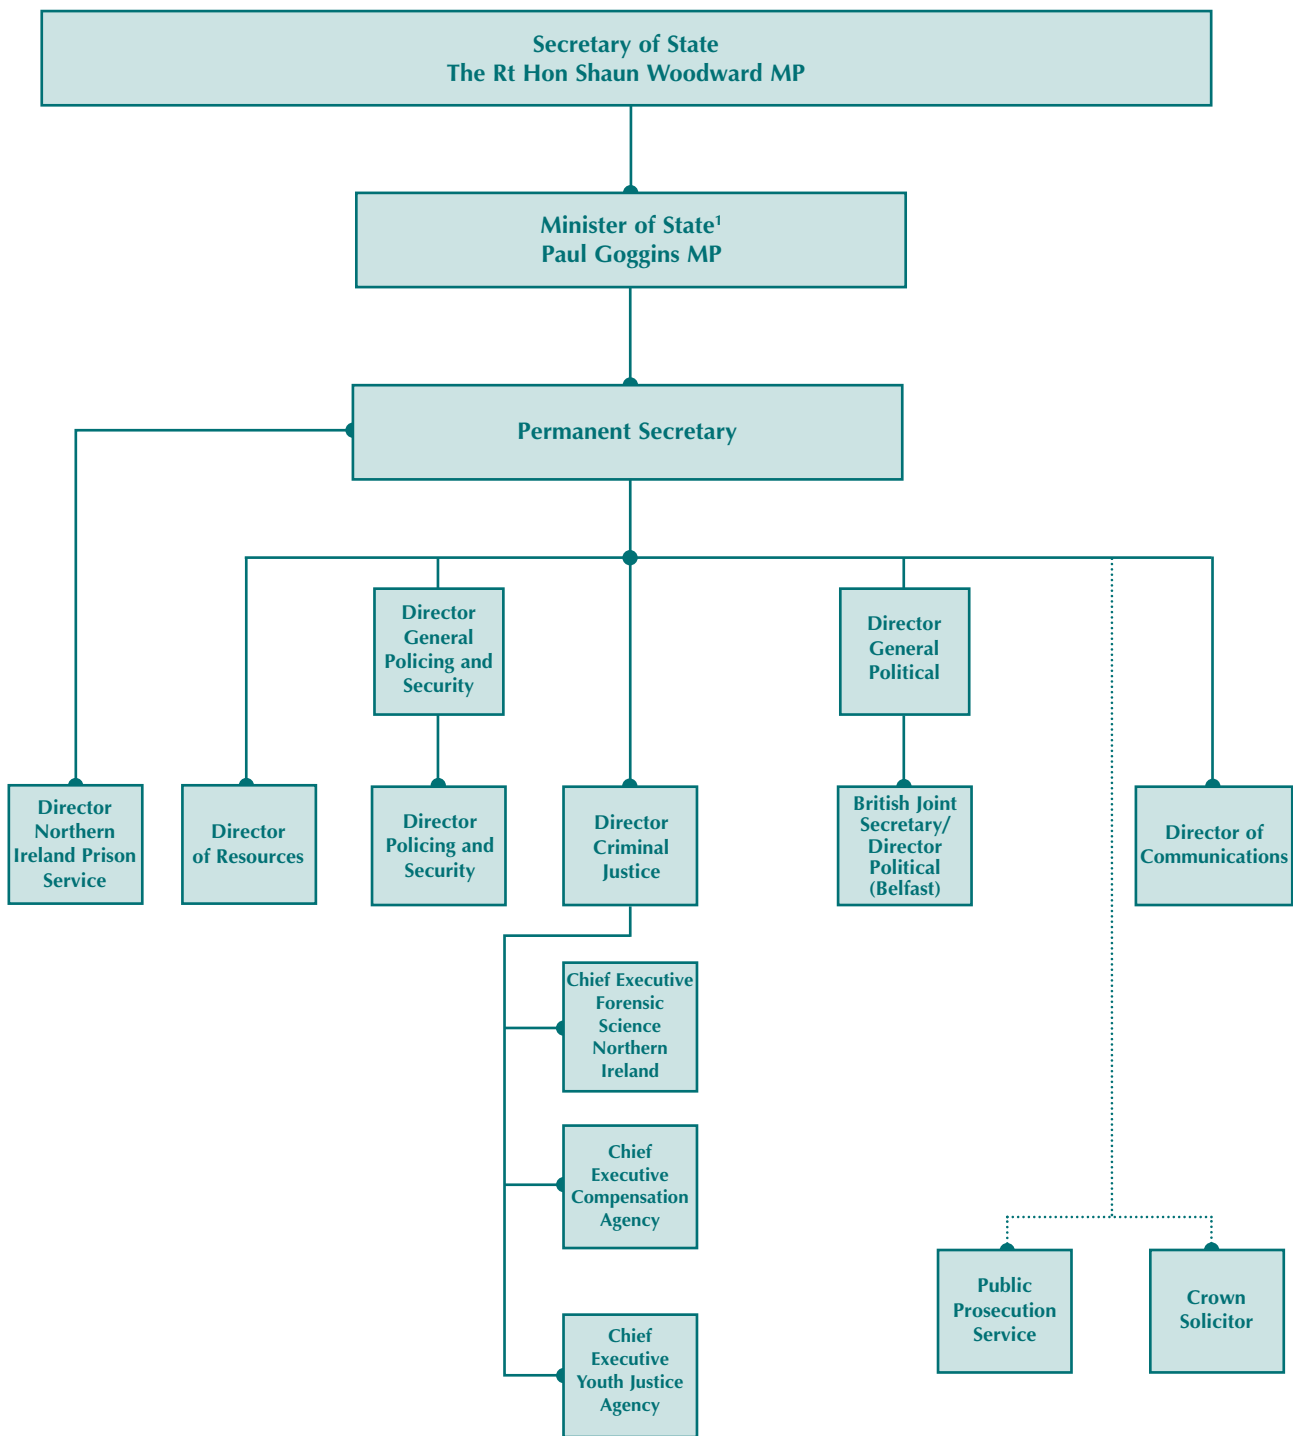 Secretary of State
The Rt Hon Shaun Woodward MP
Minister of State¹
Paul Goggins MP
Permanent Secretary
Director
General
Policing and
Security
Director
General
Political
Director
Northern
Ireland Prison
Service
Director
of Resources
Director
Policing and
Security
Director
Criminal
Justice
British Joint
Secretary/
Director
Political
(Belfast)
Director of
Communications
Chief Executive
Forensic
Science
Northern
Ireland
Chief
Executive
Compensation
Agency
Public
Prosecution
Service
Crown
Solicitor
Chief
Executive
Youth Justice
Agency